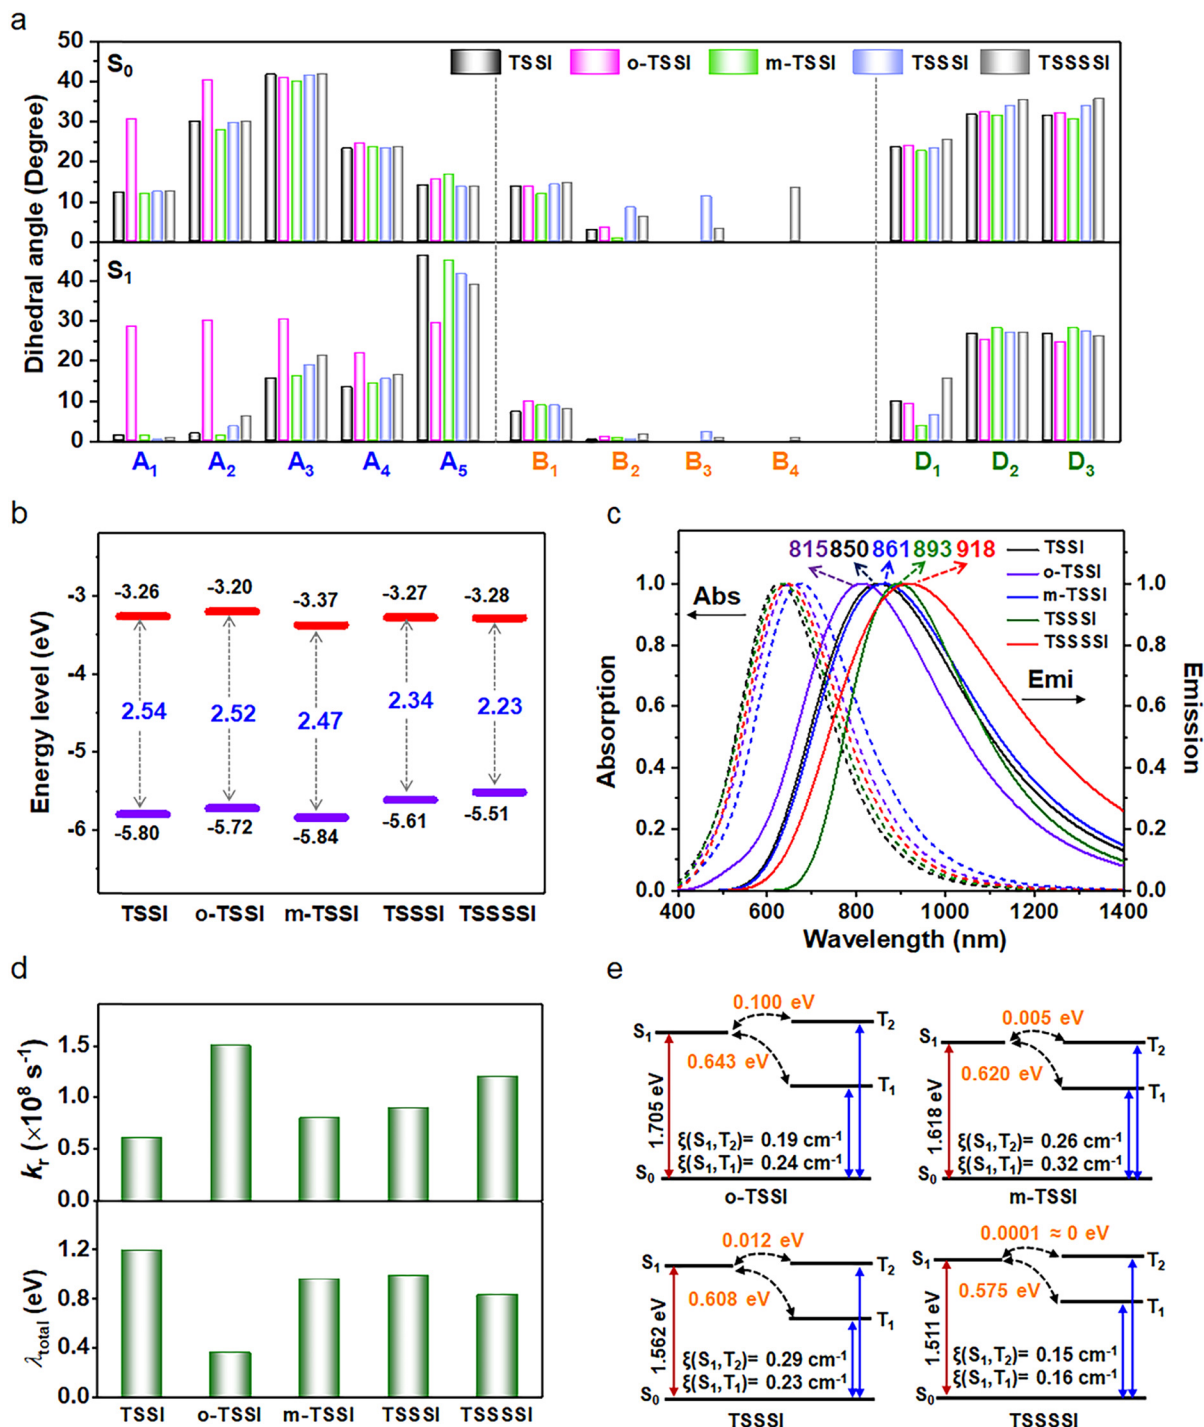 a
50
40
30
20
10
0
S0
TSSI o-TSSI m-TSSI TSSSI TSSSSI
Dihedral angle (Degree)
S1
40
30
20
10
0
A1 A2 A3 A4 A5 B1 B2 B3 B4 D1 D2 D3
b
Energy level (eV)
-3
-4
-5
-6
-3.26 -3.20 -3.37 -3.27 -3.28
2.54 2.52 2.47 2.34 2.23
-5.80 -5.72 -5.84 -5.61 -5.51
TSSI o-TSSI m-TSSI TSSSI TSSSSI
c
815 850 861 893 918
TSSI
o-TSSI
m-TSSI
TSSSI
TSSSSI
Abs
Emi
Absorption
1.0
0.8
0.6
0.4
0.2
0.0
Emission
1.0
0.8
0.6
0.4
0.2
0.0
400 600 800 1000 1200 1400
Wavelength (nm)
d
kr (×10⁸ s⁻¹)
1.5
1.0
0.5
0.0
λtotal (eV)
1.2
0.8
0.4
0.0
TSSI o-TSSI m-TSSI TSSSI TSSSSI
e
0.100 eV
S1
T2
0.643 eV
T1
1.705 eV
ξ(S1,T2)= 0.19 cm⁻¹
ξ(S1,T1)= 0.24 cm⁻¹
S0
o-TSSI
0.005 eV
S1
T2
0.620 eV
T1
1.618 eV
ξ(S1,T2)= 0.26 cm⁻¹
ξ(S1,T1)= 0.32 cm⁻¹
S0
m-TSSI
0.012 eV
S1
T2
0.608 eV
T1
1.562 eV
ξ(S1,T2)= 0.29 cm⁻¹
ξ(S1,T1)= 0.23 cm⁻¹
S0
TSSSI
0.0001 ≈ 0 eV
S1
T2
0.575 eV
T1
1.511 eV
ξ(S1,T2)= 0.15 cm⁻¹
ξ(S1,T1)= 0.16 cm⁻¹
S0
TSSSSI